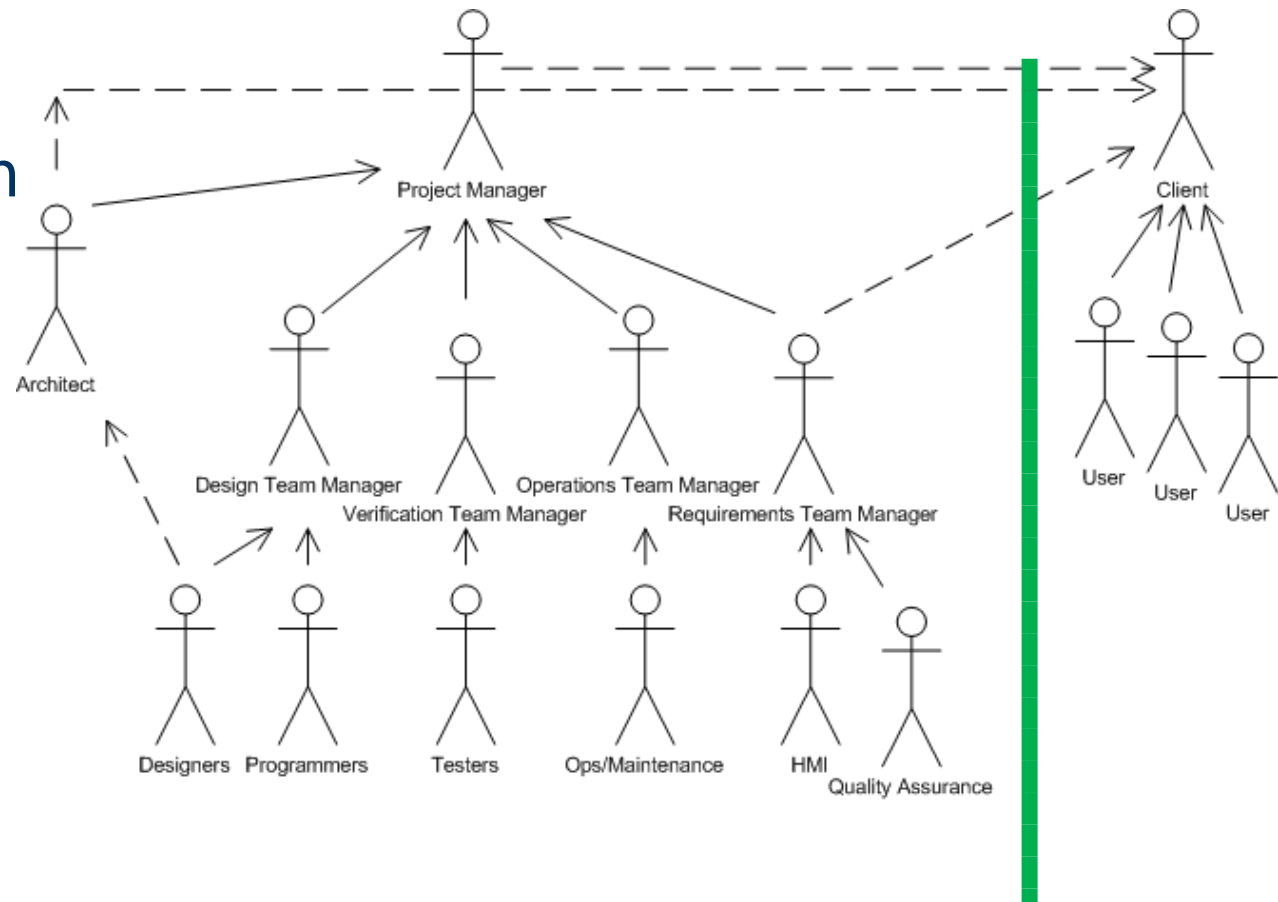 n
Project Manager
Client
Architect
Design Team Manager
Operations Team Manager
Verification Team Manager
Requirements Team Manager
User
User
User
Designers
Programmers
Testers
Ops/Maintenance
HMI
Quality Assurance